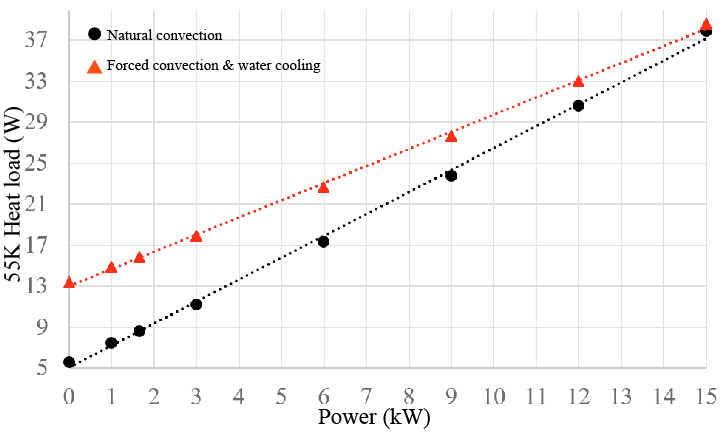 Natural convection
Forced convection & water cooling
55K Heat load (W)
37
33
29
25
21
17
13
9
5
0 1 2 3 4 5 6 7 8 9 10 11 12 13 14 15
Power (kW)